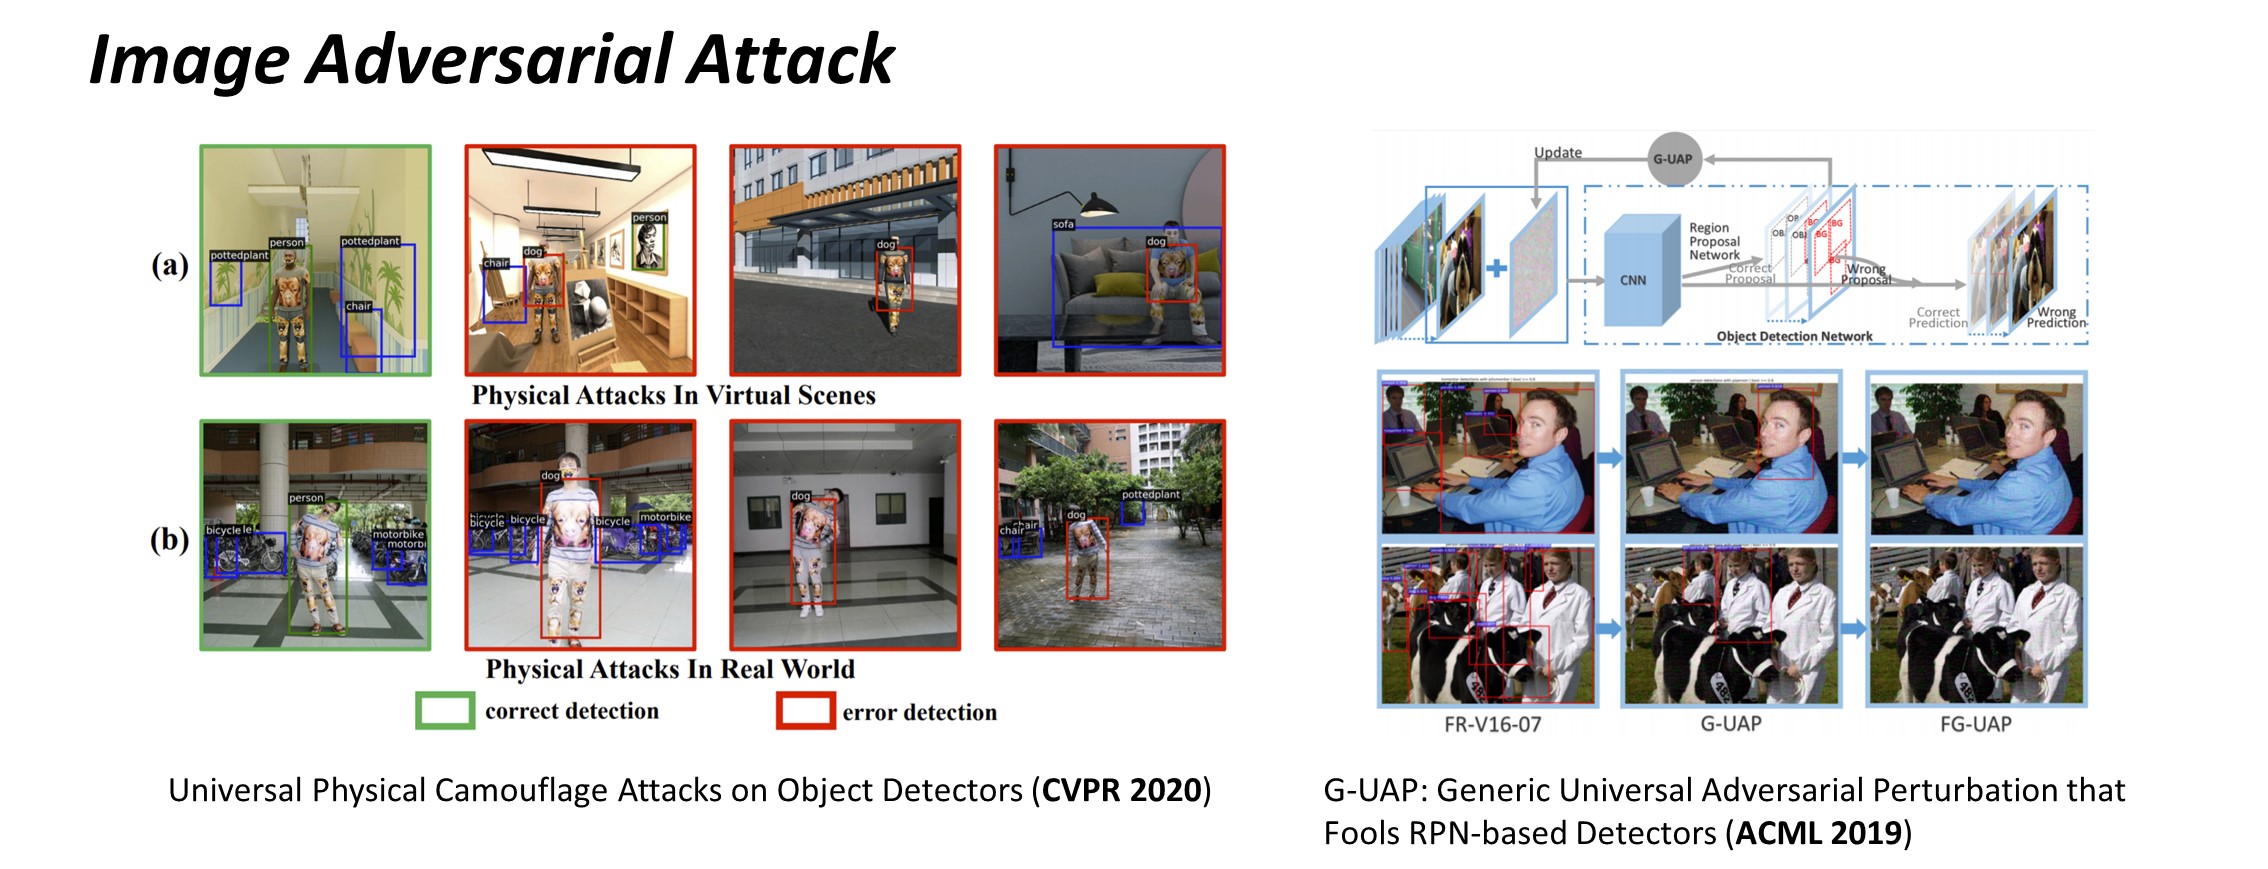 Image Adversarial Attack
(a)
pottedplant
person
pottedplant
chair
chair
dog
person
dog
sofa
dog
Physical Attacks In Virtual Scenes
(b)
bicycle
person
motorbike
dog
bicycle
bicycle
bicycle
motorbike
dog
chair
dog
pottedplant
Physical Attacks In Real World
correct detection
error detection
Universal Physical Camouflage Attacks on Object Detectors (CVPR 2020)
Update
G-UAP
+
CNN
Region
Proposal
Network
Correct
Proposal
OB
OB
BG
BG
BG
BG
Wrong
Proposal
Correct
Prediction
Wrong
Prediction
Object Detection Network
FR-V16-07
G-UAP
FG-UAP
G-UAP: Generic Universal Adversarial Perturbation that
Fools RPN-based Detectors (ACML 2019)